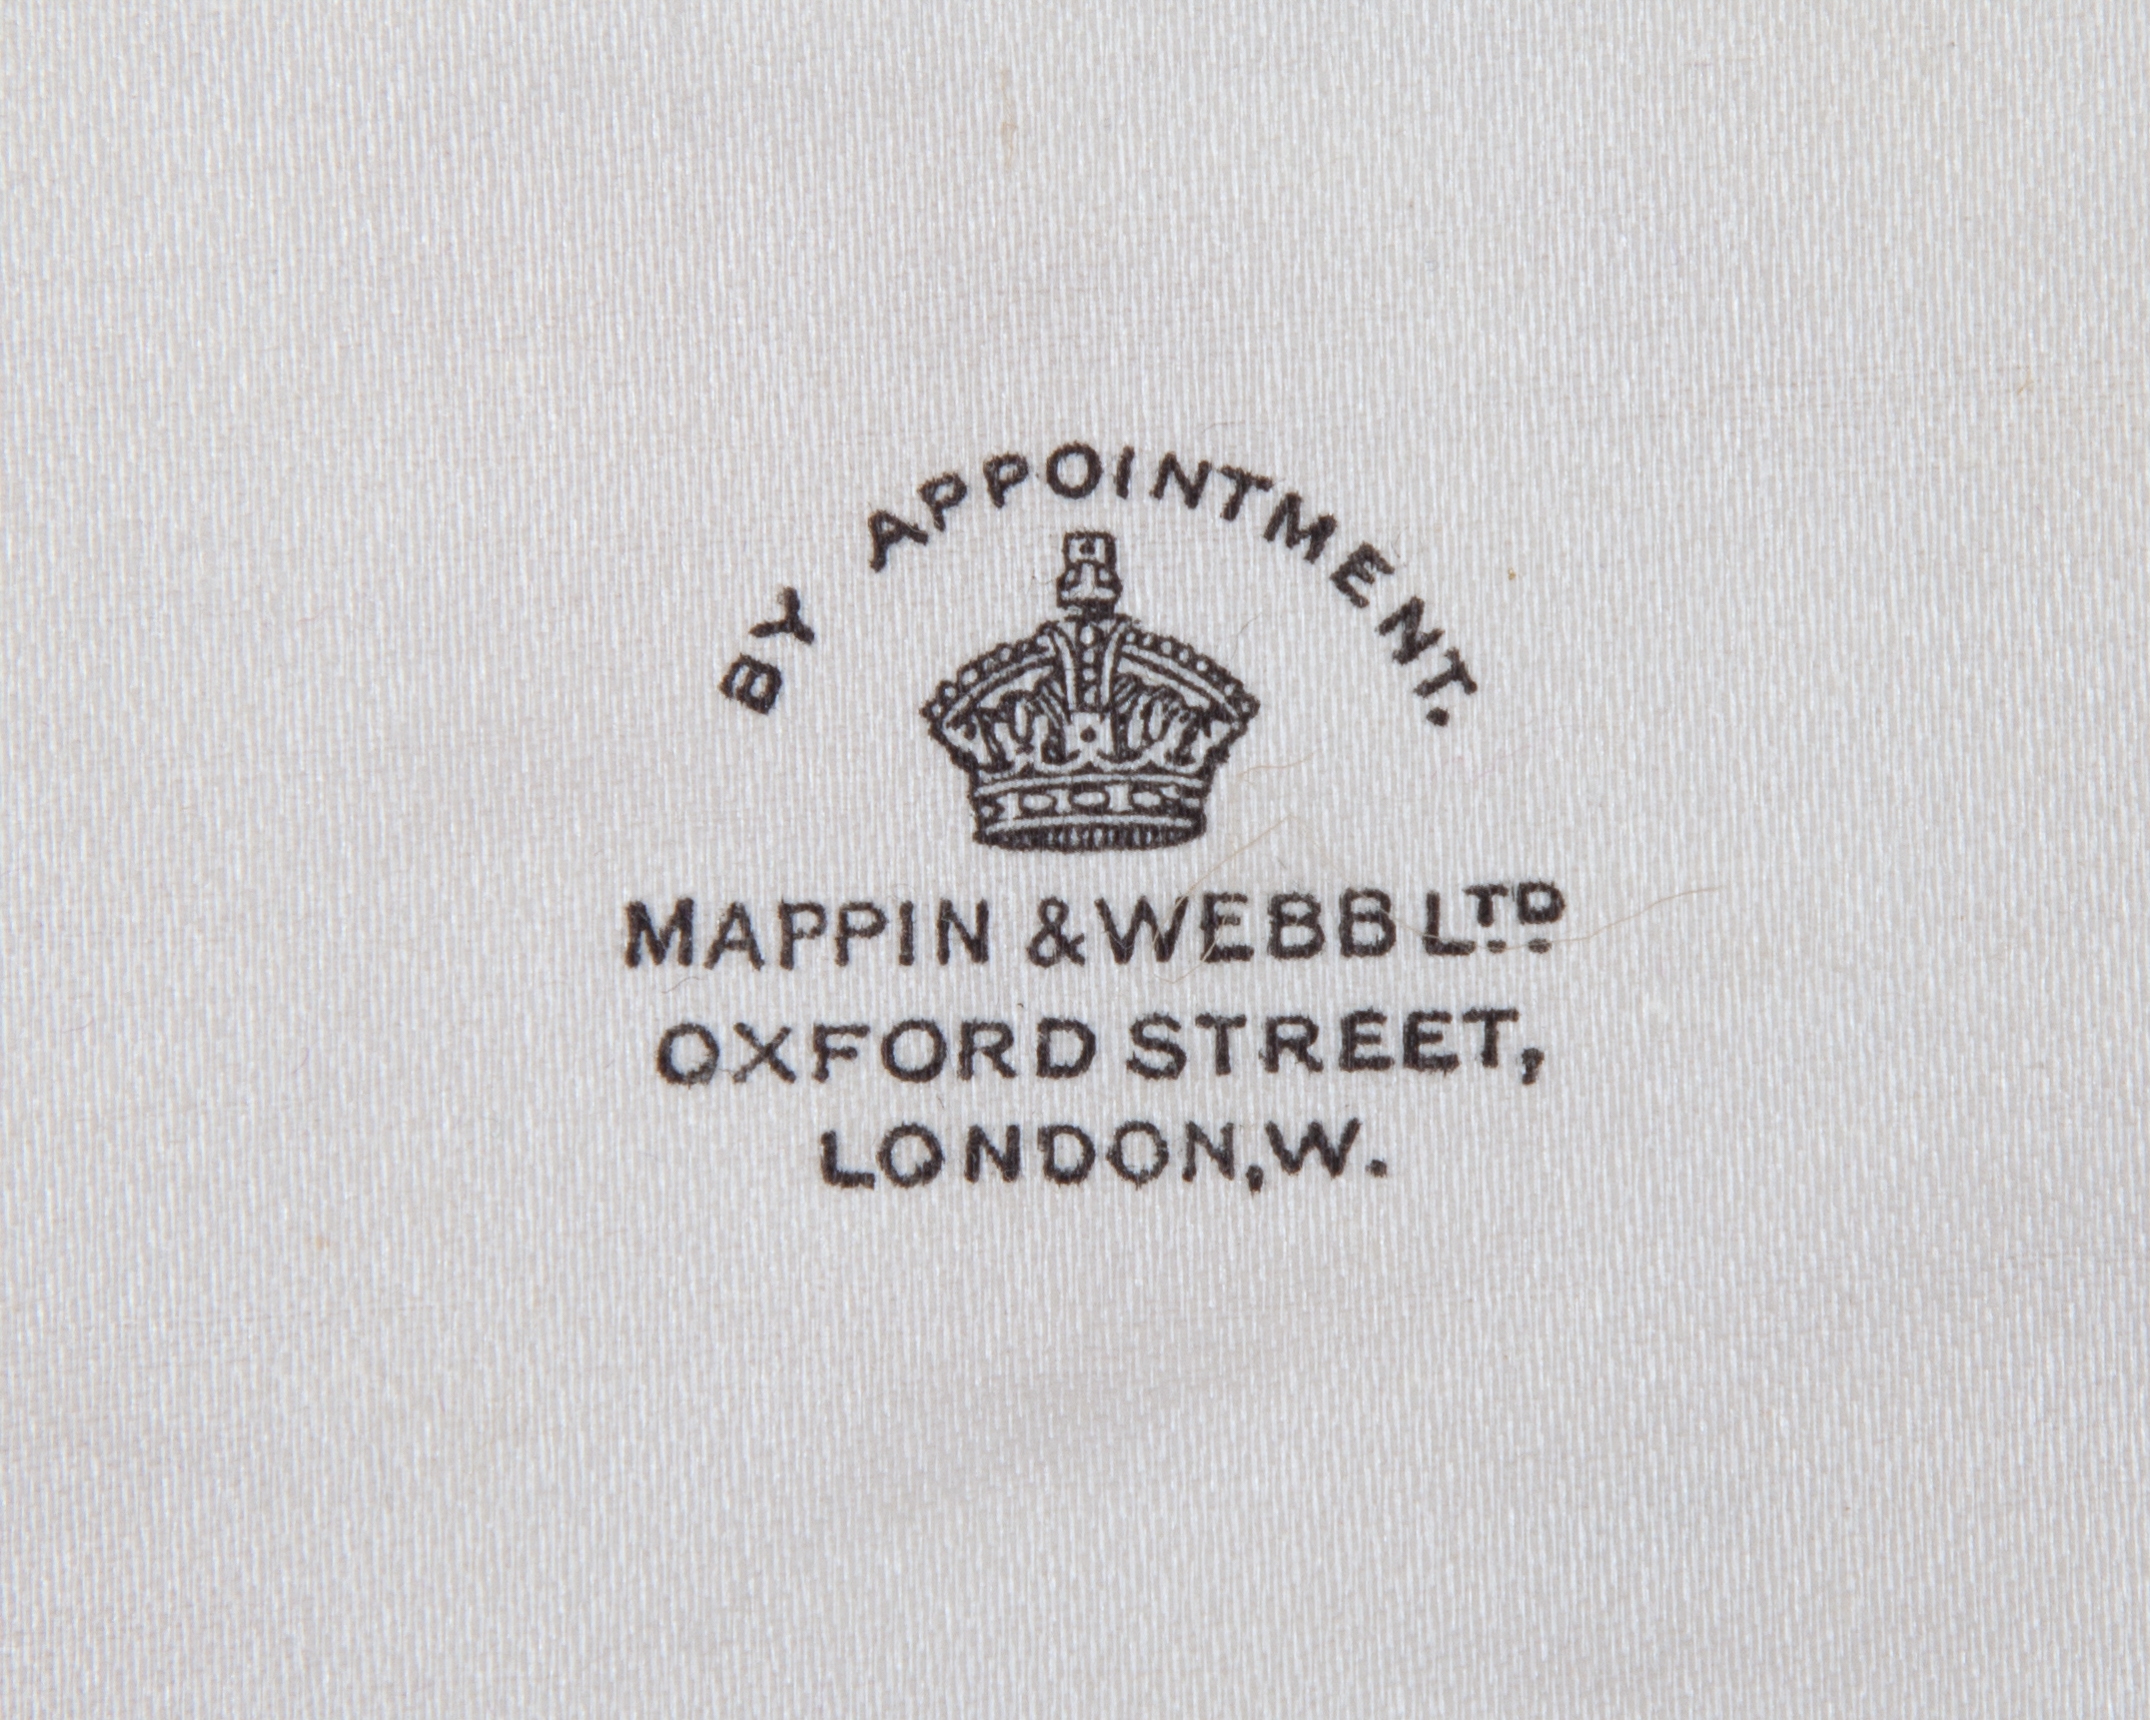 BY APPOINTMENT.
MAPPIN & WEBB LTD
OXFORD STREET,
LONDON, W.